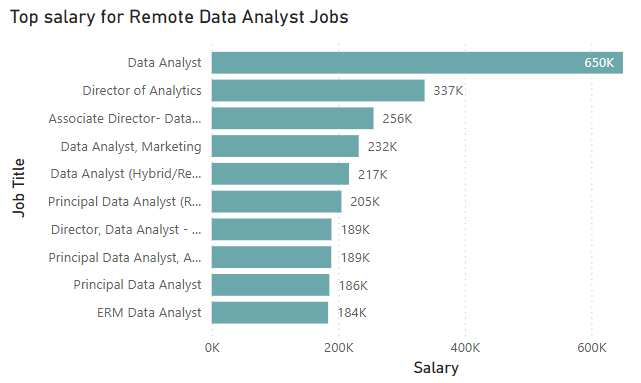 Top salary for Remote Data Analyst Jobs
Job Title
Data Analyst 650K
Director of Analytics 337K
Associate Director- Data... 256K
Data Analyst, Marketing 232K
Data Analyst (Hybrid/Re... 217K
Principal Data Analyst (R... 205K
Director, Data Analyst - ... 189K
Principal Data Analyst, A... 189K
Principal Data Analyst 186K
ERM Data Analyst 184K
0K 200K 400K 600K
Salary